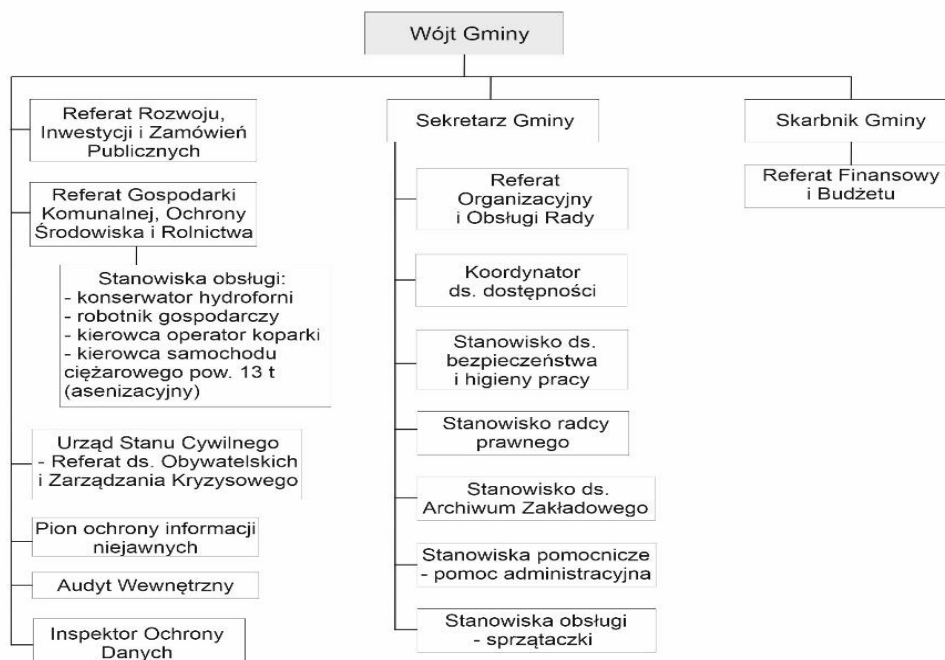 Wójt Gminy
Referat Rozwoju,
Inwestycji i Zamówień
Publicznych
Referat Gospodarki
Komunalnej, Ochrony
Środowiska i Rolnictwa
Stanowiska obsługi:
- konserwator hydroforni
- robotnik gospodarczy
- kierowca operator koparki
- kierowca samochodu
ciężarowego pow. 13 t
(asenizacyjny)
Urząd Stanu Cywilnego
- Referat ds. Obywatelskich
i Zarządzania Kryzysowego
Pion ochrony informacji
niejawnych
Audyt Wewnętrzny
Inspektor Ochrony
Danych
Sekretarz Gminy
Referat
Organizacyjny
i Obsługi Rady
Koordynator
ds. dostępności
Stanowisko ds.
bezpieczeństwa
i higieny pracy
Stanowisko radcy
prawnego
Stanowisko ds.
Archiwum Zakładowego
Stanowiska pomocnicze
- pomoc administracyjna
Stanowiska obsługi
- sprzątaczki
Skarbnik Gminy
Referat Finansowy
i Budżetu